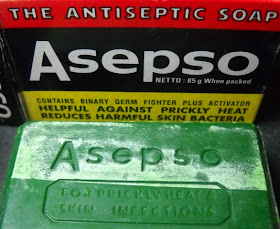 THE ANTISEPTIC SOAP
Asepso
NETTO : 85 g When packed
CONTAINS BINARY GERM FIGHTER PLUS ACTIVATOR
HELPFUL AGAINST PRICKLY HEAT
REDUCES HARMFUL SKIN BACTERIA
Asepso
FOR PRICKLY HEAT &
SKIN INFECTIONS